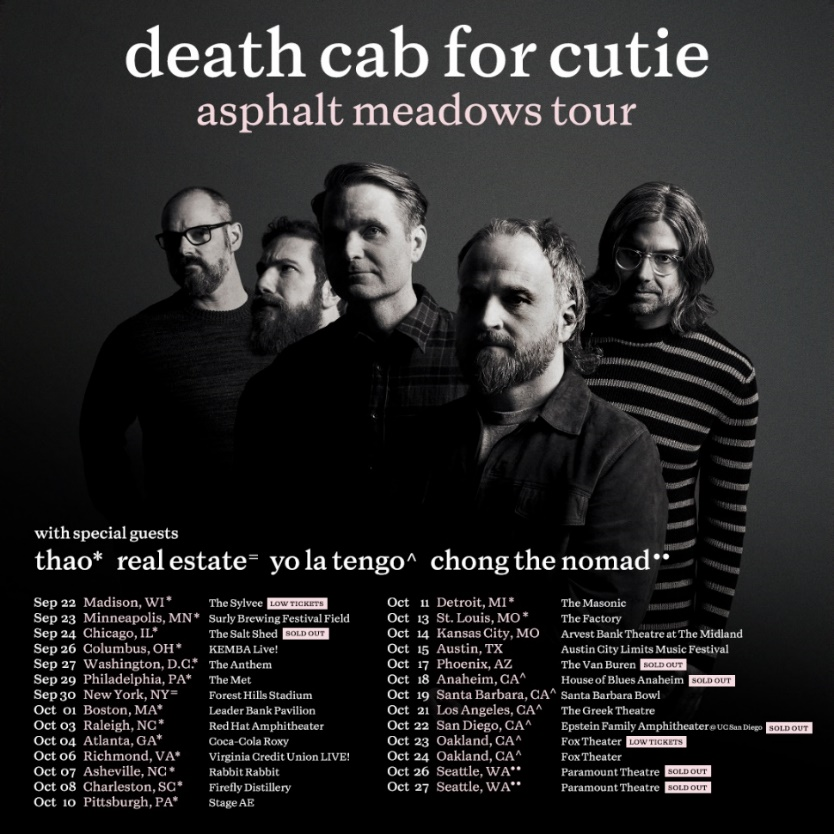 death cab for cutie
asphalt meadows tour
with special guests
thao* real estate= yo la tengo^ chong the nomad**
Sep 22 Madison, WI* The Sylvee LOW TICKETS
Sep 23 Minneapolis, MN* Surly Brewing Festival Field
Sep 24 Chicago, IL* The Salt Shed SOLD OUT
Sep 26 Columbus, OH* KEMBA Live!
Sep 27 Washington, D.C.* The Anthem
Sep 29 Philadelphia, PA* The Met
Sep 30 New York, NY= Forest Hills Stadium
Oct 01 Boston, MA* Leader Bank Pavilion
Oct 03 Raleigh, NC* Red Hat Amphitheater
Oct 04 Atlanta, GA* Coca-Cola Roxy
Oct 06 Richmond, VA* Virginia Credit Union LIVE!
Oct 07 Asheville, NC* Rabbit Rabbit
Oct 08 Charleston, SC* Firefly Distillery
Oct 10 Pittsburgh, PA* Stage AE
Oct 11 Detroit, MI* The Masonic
Oct 13 St. Louis, MO* The Factory
Oct 14 Kansas City, MO Arvest Bank Theatre at The Midland
Oct 15 Austin, TX Austin City Limits Music Festival
Oct 17 Phoenix, AZ The Van Buren SOLD OUT
Oct 18 Anaheim, CA^ House of Blues Anaheim SOLD OUT
Oct 19 Santa Barbara, CA^ Santa Barbara Bowl
Oct 21 Los Angeles, CA^ The Greek Theatre
Oct 22 San Diego, CA^ Epstein Family Amphitheater @ UC San Diego SOLD OUT
Oct 23 Oakland, CA^ Fox Theater LOW TICKETS
Oct 24 Oakland, CA^ Fox Theater
Oct 26 Seattle, WA** Paramount Theatre SOLD OUT
Oct 27 Seattle, WA** Paramount Theatre SOLD OUT